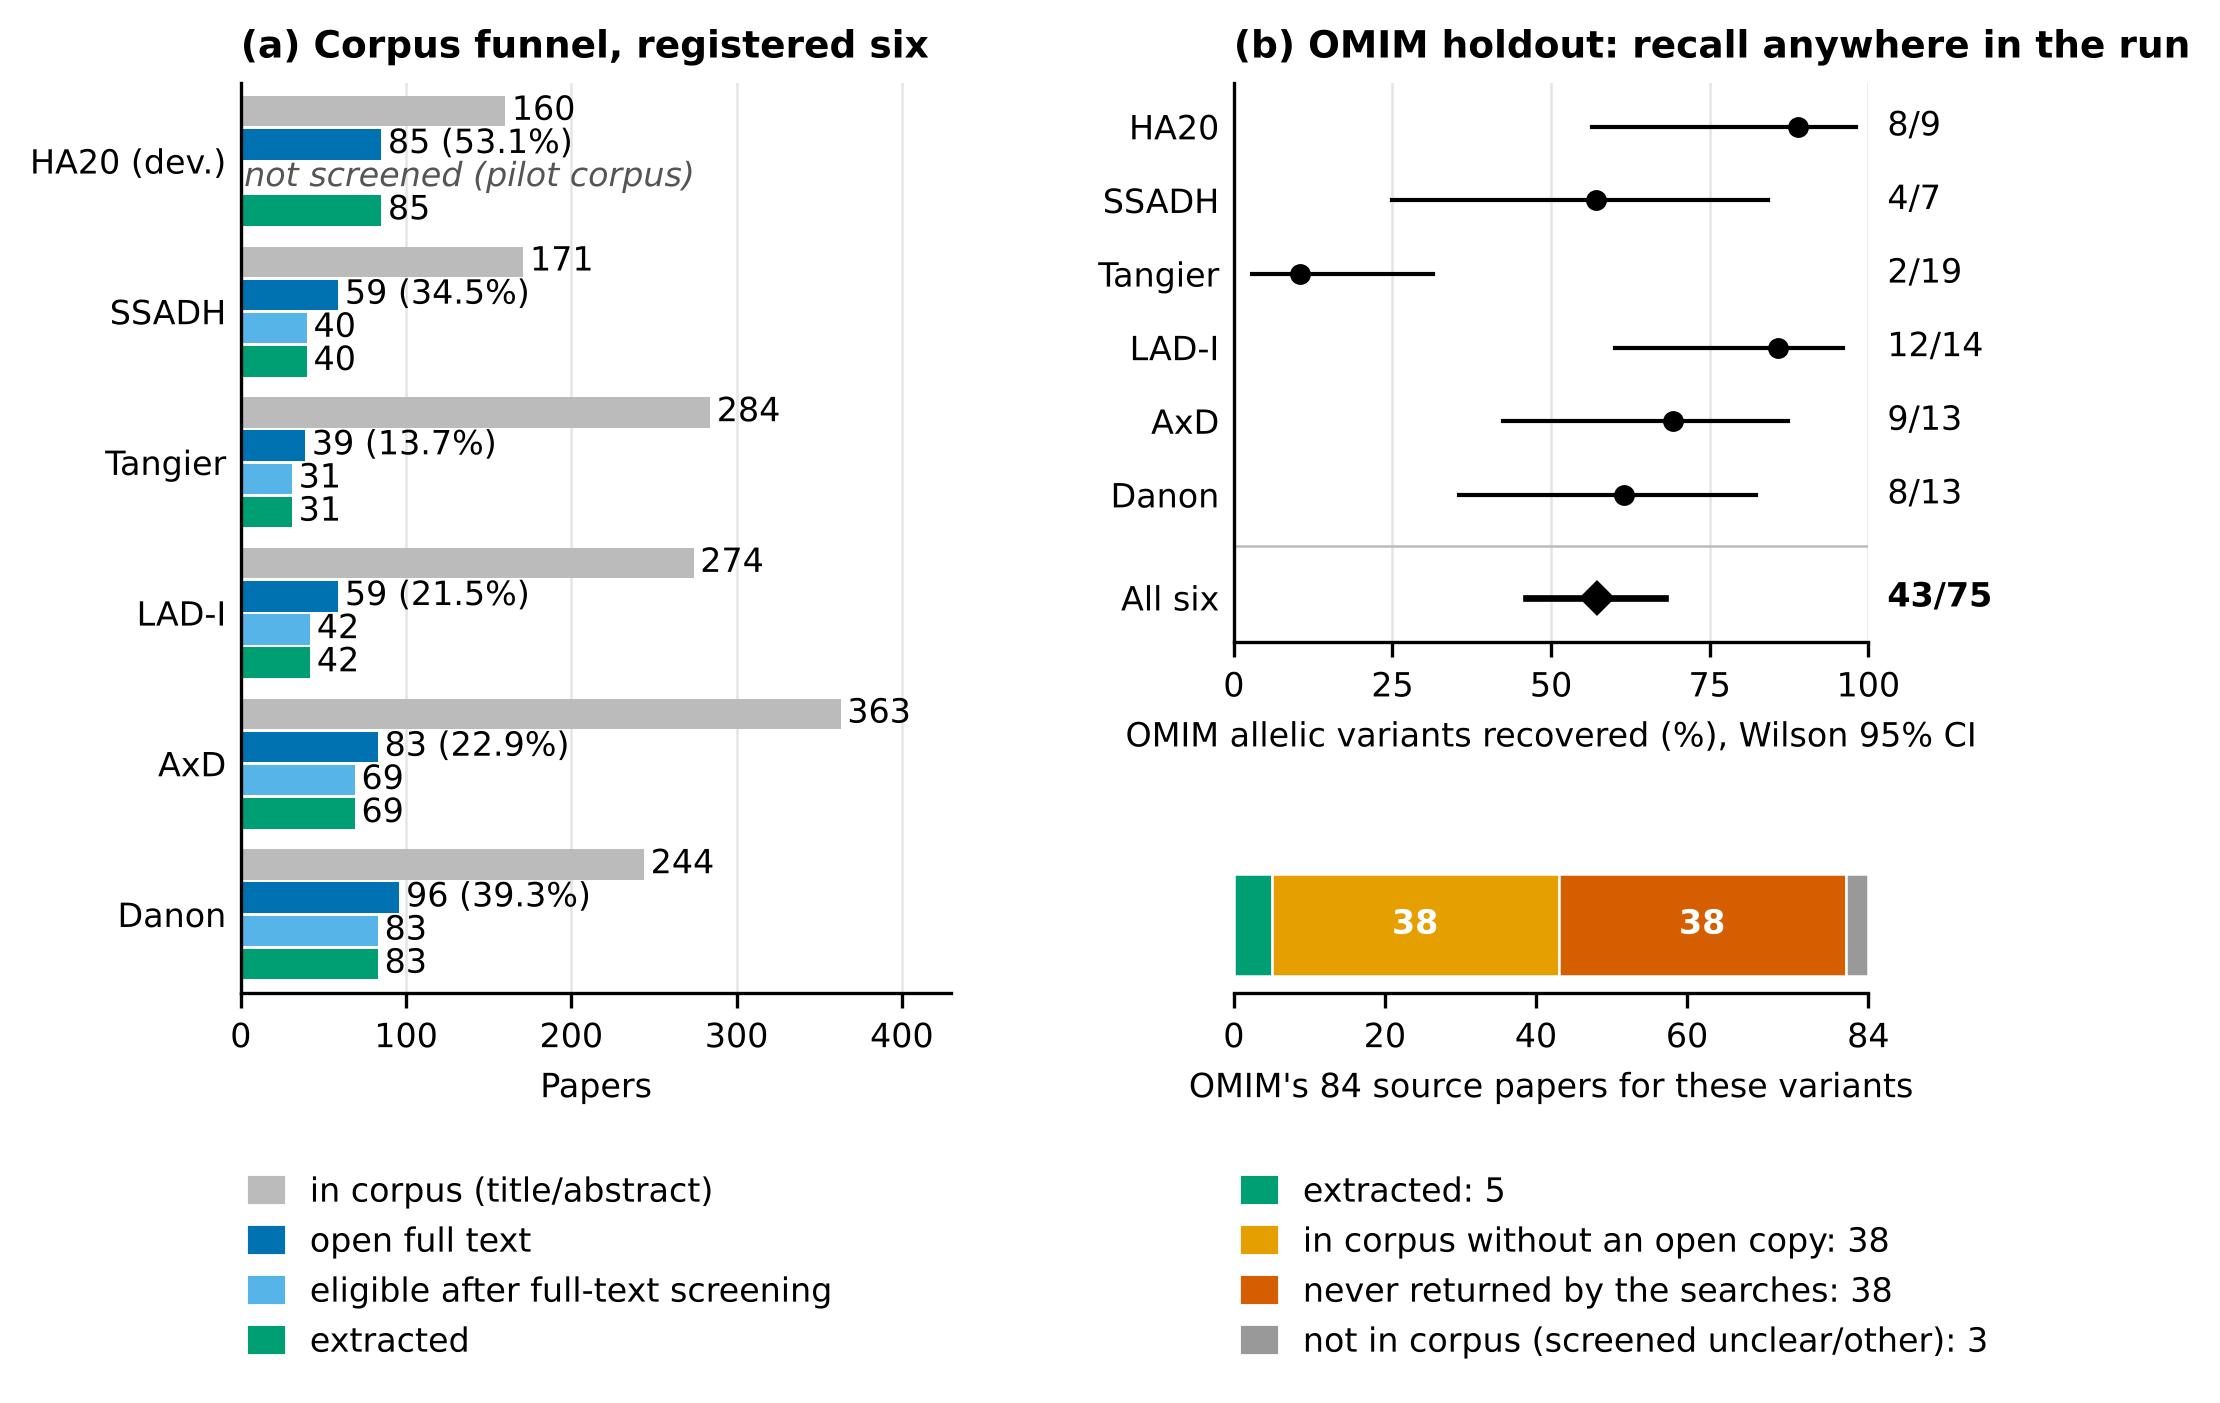 (a) Corpus funnel, registered six
HA20 (dev.)
160
85 (53.1%)
not screened (pilot corpus)
85
SSADH
171
59 (34.5%)
40
40
Tangier
284
39 (13.7%)
31
31
LAD-I
274
59 (21.5%)
42
42
AxD
363
83 (22.9%)
69
69
Danon
244
96 (39.3%)
83
83
0 100 200 300 400
Papers
in corpus (title/abstract)
open full text
eligible after full-text screening
extracted
(b) OMIM holdout: recall anywhere in the run
HA20 8/9
SSADH 4/7
Tangier 2/19
LAD-I 12/14
AxD 9/13
Danon 8/13
All six 43/75
0 25 50 75 100
OMIM allelic variants recovered (%), Wilson 95% CI
38 38
0 20 40 60 84
OMIM's 84 source papers for these variants
extracted: 5
in corpus without an open copy: 38
never returned by the searches: 38
not in corpus (screened unclear/other): 3